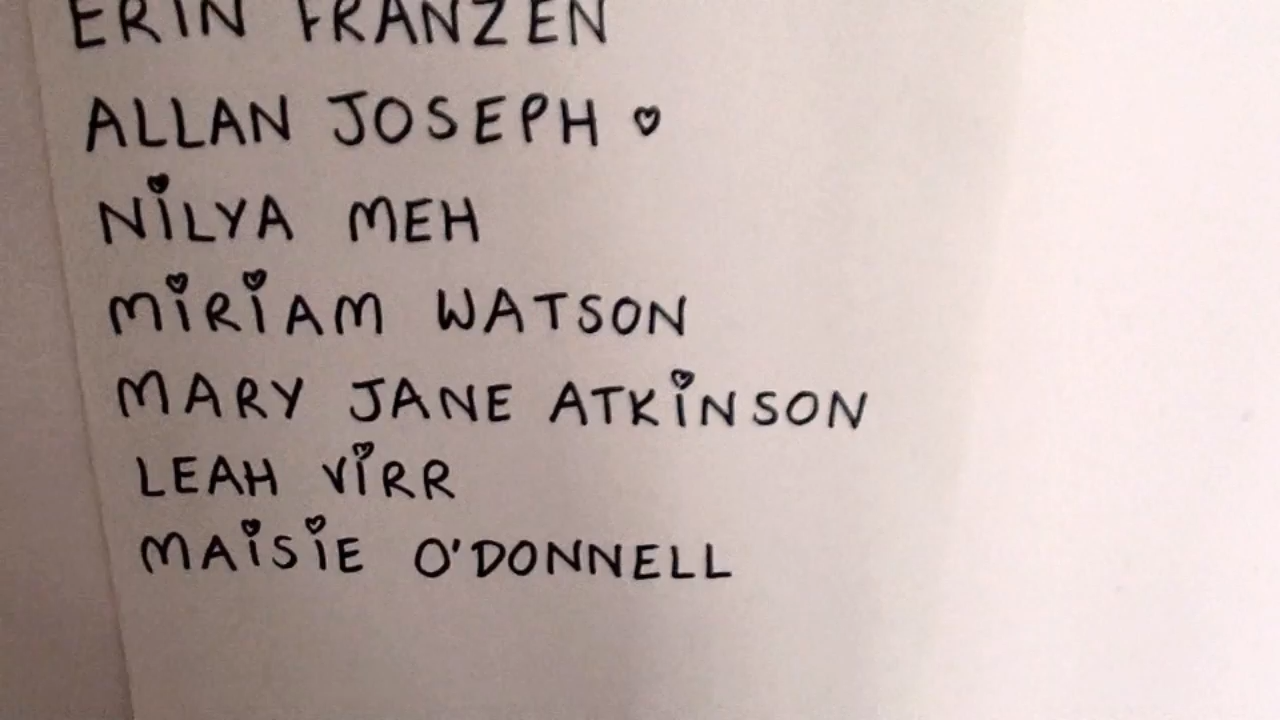 ERIN FRANZEN
ALLAN JOSEPH ♡
NiLYA MEH
MiRiAM WATSON
MARY JANE ATKiNSON
LEAH ViRR
MAiSiE O'DONNELL